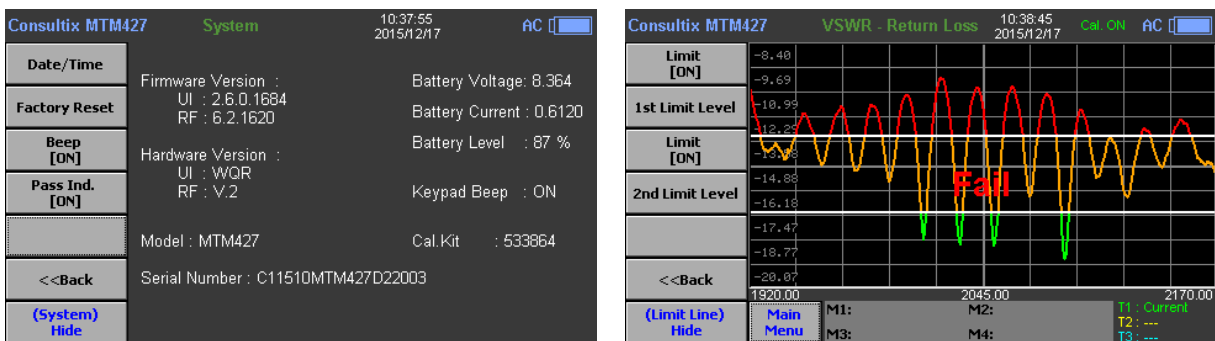 Consultix MTM427 System 10:37:55 2015/12/17 AC
Date/Time
Factory Reset
Beep
[ON]
Pass Ind.
[ON]
<<Back
(System)
Hide
Firmware Version :
UI : 2.6.0.1684
RF : 6.2.1620
Hardware Version :
UI : WQR
RF : V.2
Model : MTM427
Serial Number : C11510MTM427D22003
Battery Voltage: 8.364
Battery Current : 0.6120
Battery Level : 87 %
Keypad Beep : ON
Cal.Kit : 533864
Consultix MTM427 VSWR - Return Loss 10:38:45 2015/12/17 Cal. ON AC
Limit
[ON]
1st Limit Level
Limit
[ON]
2nd Limit Level
<<Back
(Limit Line)
Hide
-8.40
-9.69
-10.99
-12.29
-14.88
-16.18
-17.47
-18.77
-20.07
Fail
1920.00 2045.00 2170.00
Main
Menu
M1: M2:
M3: M4:
T1 : Current
T2 : ---
T3 : ---